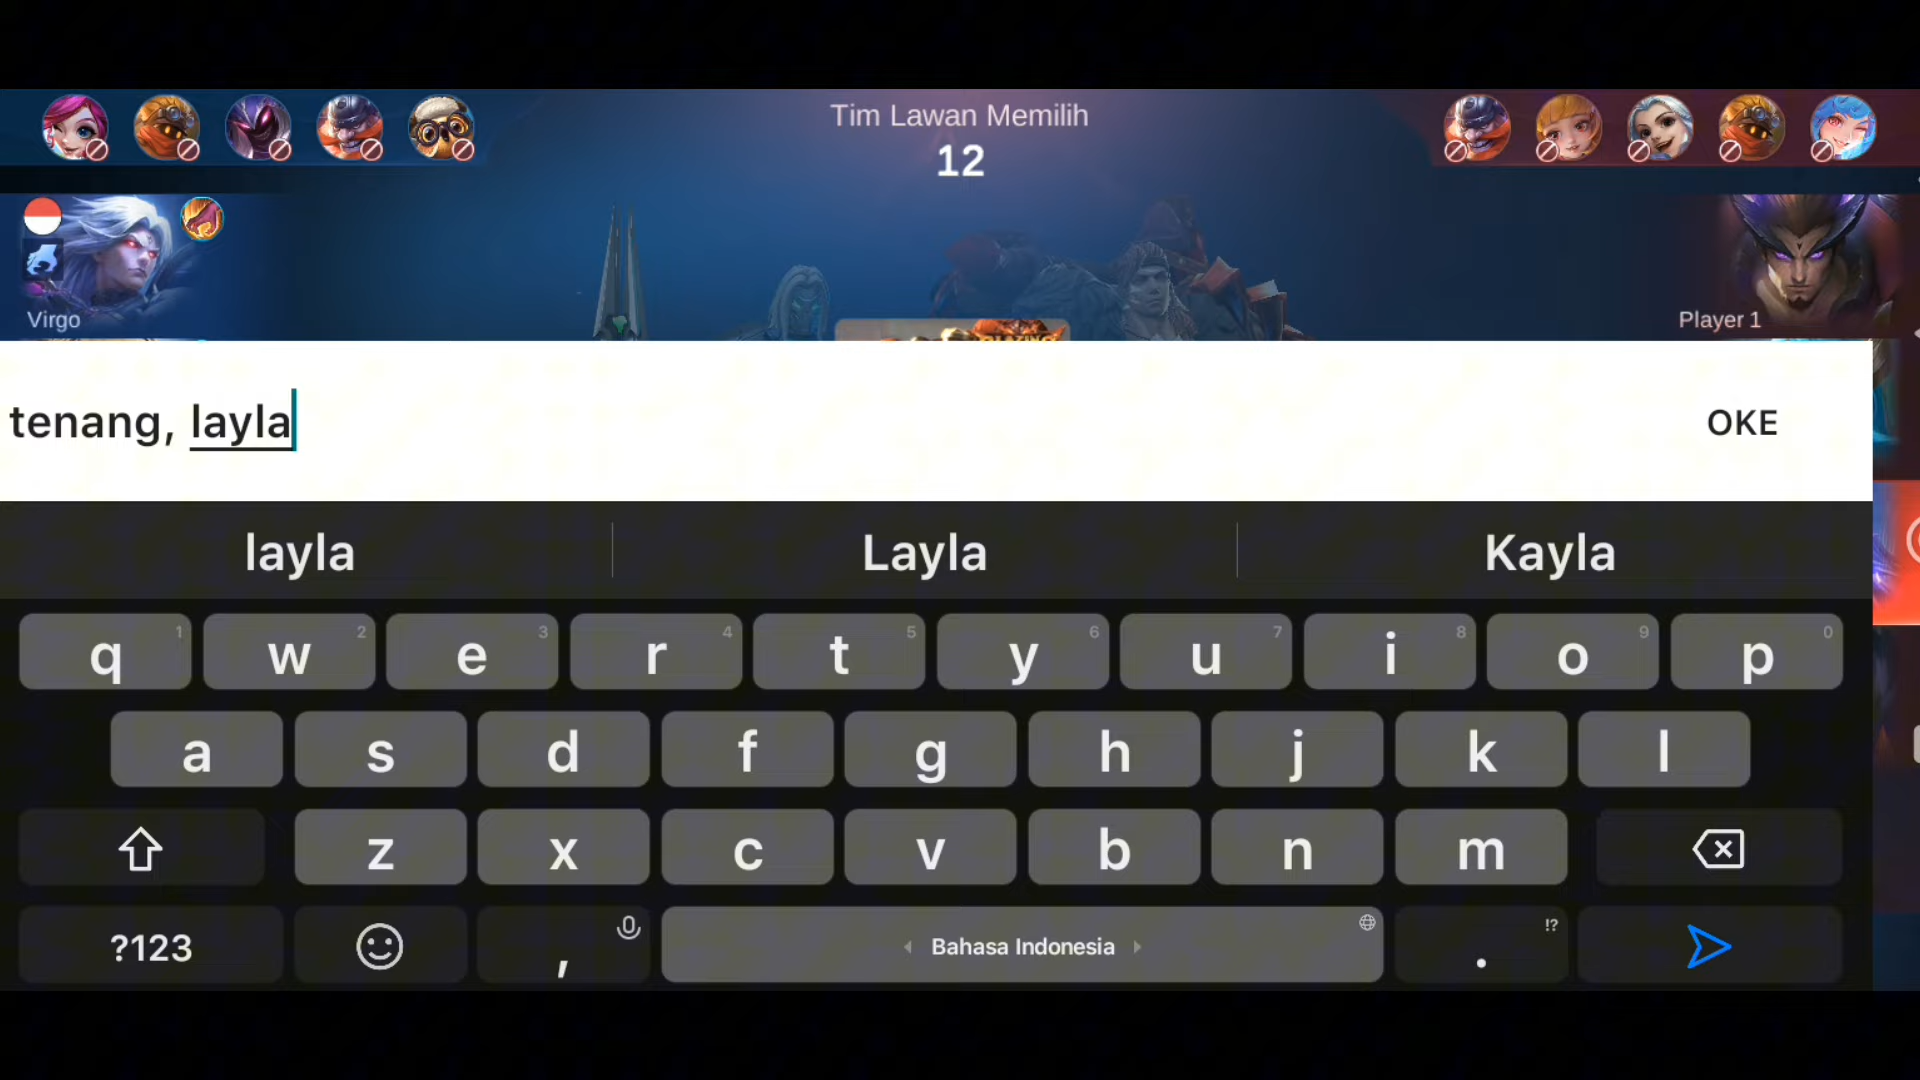 Tim Lawan Memilih
12
Virgo
Player 1
BLAZING
tenang, layla
OKE
layla Layla Kayla
q 1 w 2 e 3 r 4 t 5 y 6 u 7 i 8 o 9 p 0
a s d f g h j k l
z x c v b n m
?123 , Bahasa Indonesia . !?